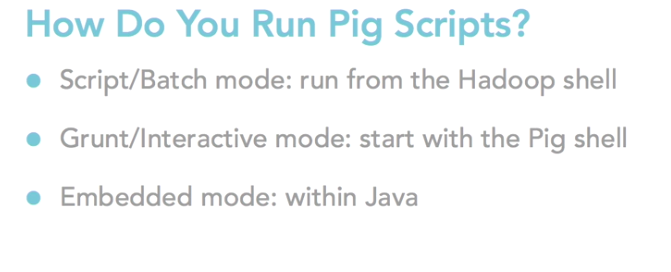 How Do You Run Pig Scripts?
Script/Batch mode: run from the Hadoop shell
Grunt/Interactive mode: start with the Pig shell
Embedded mode: within Java